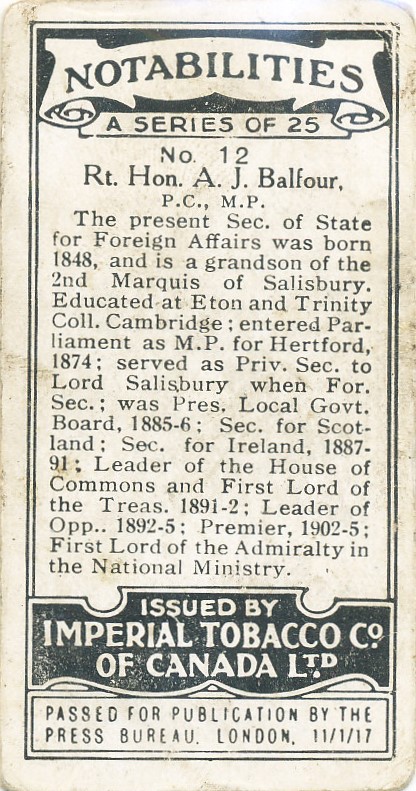 NOTABILITIES
A SERIES OF 25
No. 12
Rt. Hon. A. J. Balfour,
P.C., M.P.
The present Sec. of State
for Foreign Affairs was born
1848, and is a grandson of the
2nd Marquis of Salisbury.
Educated at Eton and Trinity
Coll. Cambridge; entered Par-
liament as M.P. for Hertford,
1874; served as Priv. Sec. to
Lord Salisbury when For.
Sec.; was Pres. Local Govt.
Board, 1885-6; Sec. for Scot-
land; Sec. for Ireland, 1887-
91; Leader of the House of
Commons and First Lord of
the Treas. 1891-2; Leader of
Opp.. 1892-5; Premier, 1902-5;
First Lord of the Admiralty in
the National Ministry.
ISSUED BY
IMPERIAL TOBACCO Co.
OF CANADA LTD.
PASSED FOR PUBLICATION BY THE
PRESS BUREAU. LONDON, 11/1/17